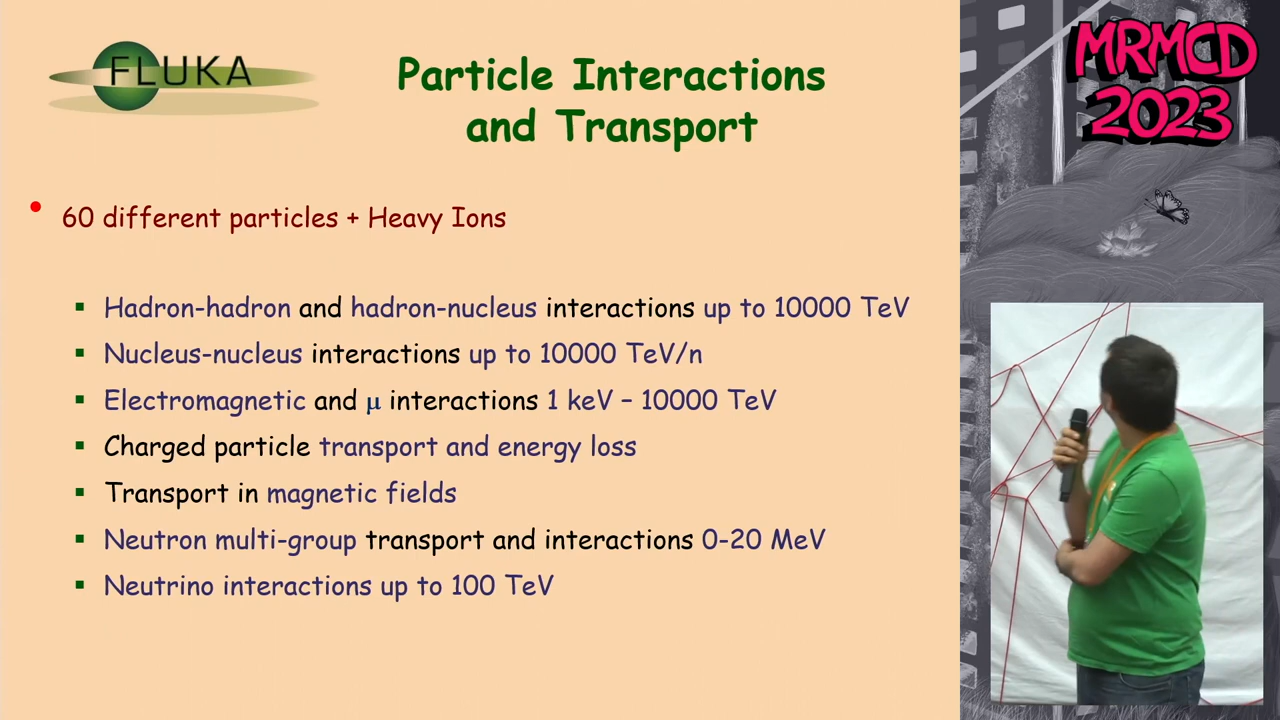 FLUKA
Particle Interactions
and Transport
• 60 different particles + Heavy Ions
▪ Hadron-hadron and hadron-nucleus interactions up to 10000 TeV
▪ Nucleus-nucleus interactions up to 10000 TeV/n
▪ Electromagnetic and μ interactions 1 keV – 10000 TeV
▪ Charged particle transport and energy loss
▪ Transport in magnetic fields
▪ Neutron multi-group transport and interactions 0-20 MeV
▪ Neutrino interactions up to 100 TeV
MRMCD
2023